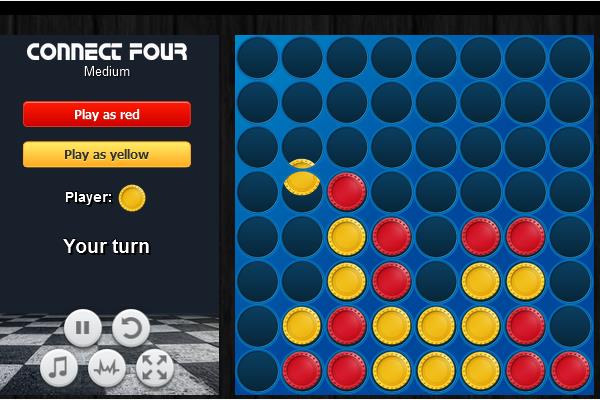 CONNECT FOUR
Medium
Play as red
Play as yellow
Player:
Your turn